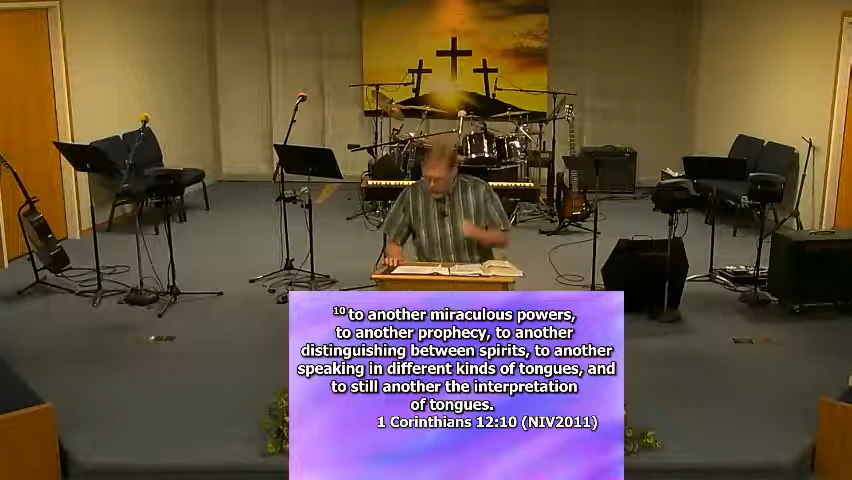 10 to another miraculous powers,
to another prophecy, to another
distinguishing between spirits, to another
speaking in different kinds of tongues, and
to still another the interpretation
of tongues.
1 Corinthians 12:10 (NIV2011)